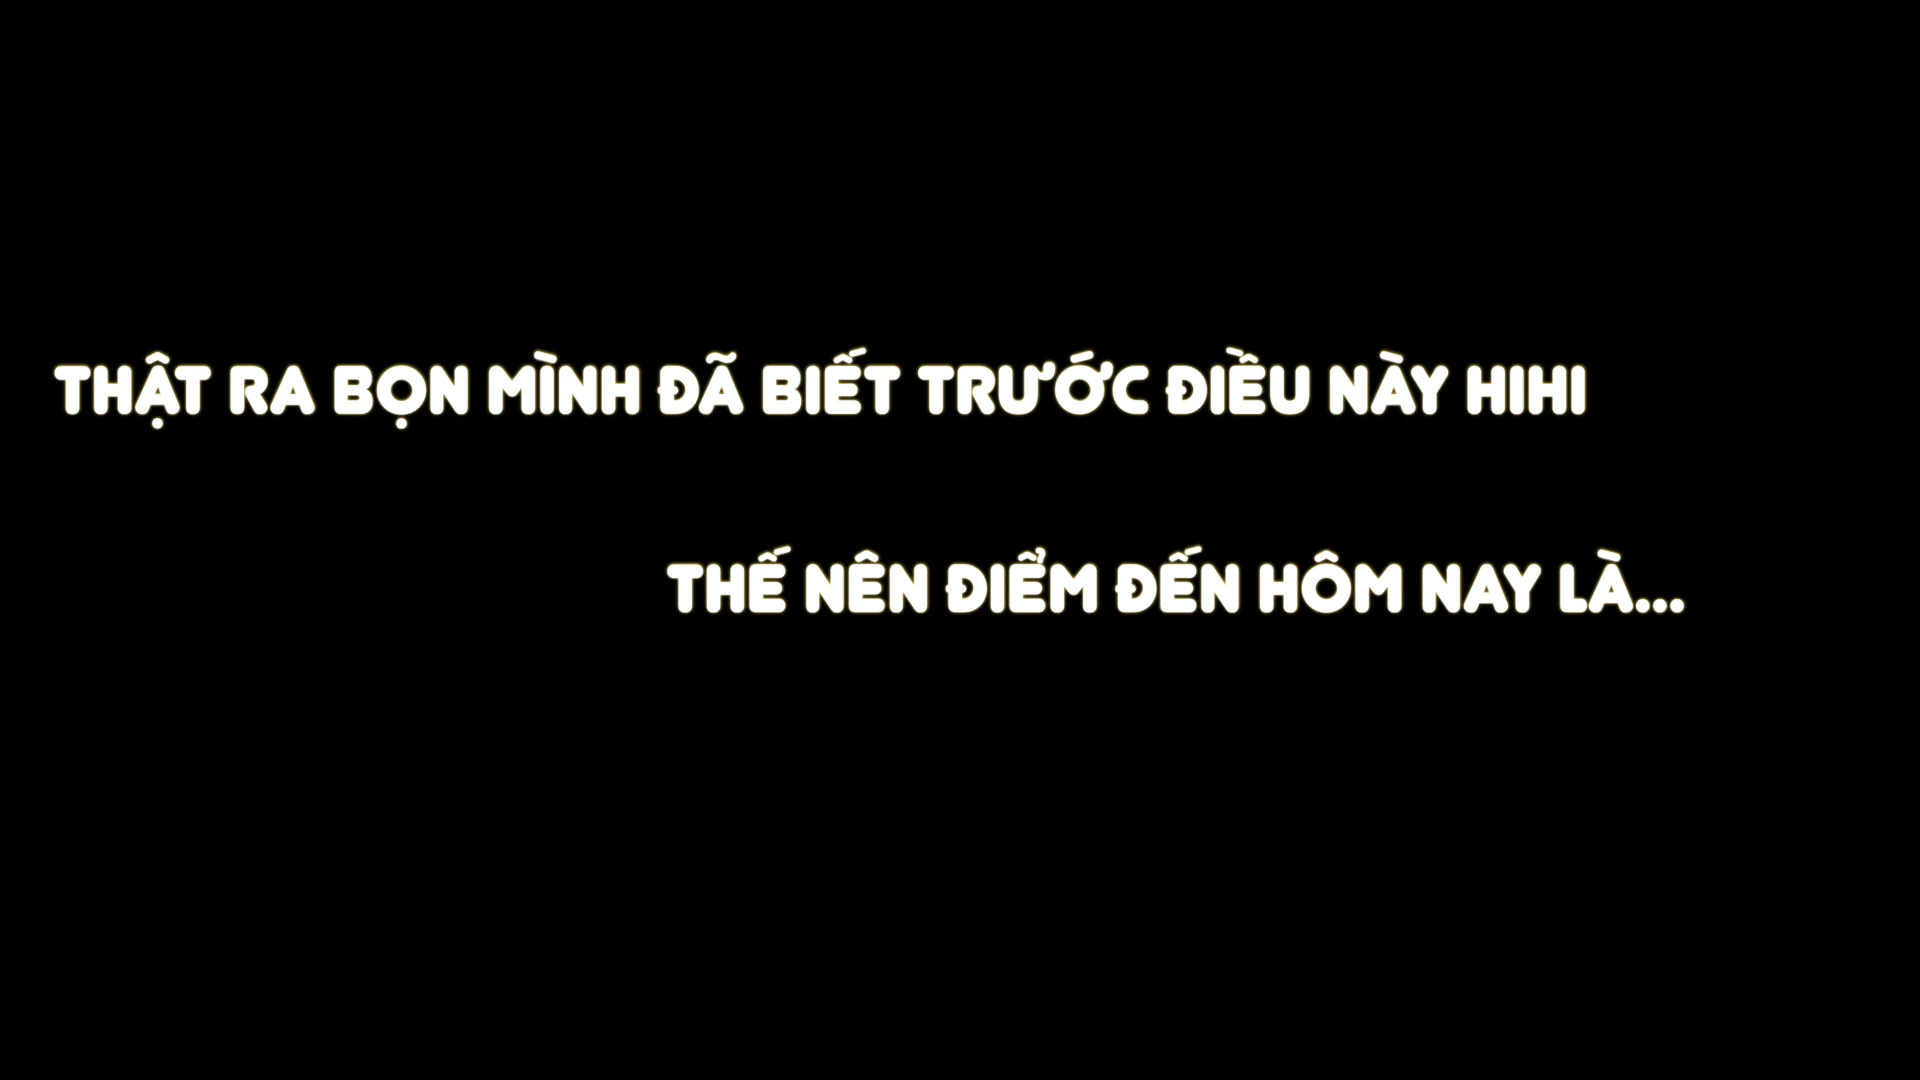 THẬT RA BỌN MÌNH ĐÃ BIẾT TRƯỚC ĐIỀU NÀY HIHI
THẾ NÊN ĐIỂM ĐẾN HÔM NAY LÀ...